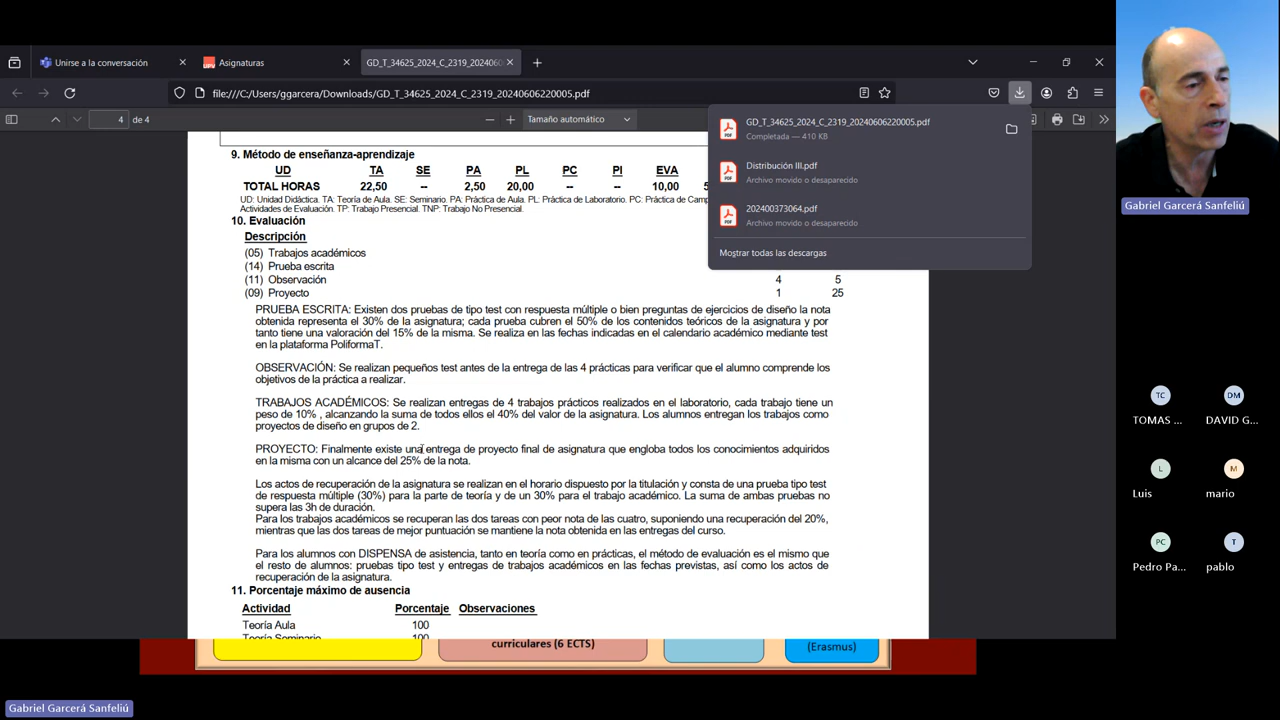 Unirse a la conversación
Asignaturas
GD_T_34625_2024_C_2319_2024060
file:///C:/Users/ggarcera/Downloads/GD_T_34625_2024_C_2319_20240606220005.pdf
4 de 4
Tamaño automático
GD_T_34625_2024_C_2319_20240606220005.pdf
Completada — 410 KB
Distribución III.pdf
Archivo movido o desaparecido
202400373064.pdf
Archivo movido o desaparecido
Mostrar todas las descargas
9. Método de enseñanza-aprendizaje
UD TA SE PA PL PC PI EVA
TOTAL HORAS 22,50 -- 2,50 20,00 -- -- 10,00
UD: Unidad Didáctica. TA: Teoría de Aula. SE: Seminario. PA: Práctica de Aula. PL: Práctica de Laboratorio. PC: Práctica de Camp
Actividades de Evaluación. TP: Trabajo Presencial. TNP: Trabajo No Presencial.
10. Evaluación
Descripción
(05) Trabajos académicos
(14) Prueba escrita
(11) Observación 4 5
(09) Proyecto 1 25
PRUEBA ESCRITA: Existen dos pruebas de tipo test con respuesta múltiple o bien preguntas de ejercicios de diseño la nota
obtenida representa el 30% de la asignatura; cada prueba cubren el 50% de los contenidos teóricos de la asignatura y por
tanto tiene una valoración del 15% de la misma. Se realiza en las fechas indicadas en el calendario académico mediante test
en la plataforma PoliformaT.
OBSERVACIÓN: Se realizan pequeños test antes de la entrega de las 4 prácticas para verificar que el alumno comprende los
objetivos de la práctica a realizar.
TRABAJOS ACADÉMICOS: Se realizan entregas de 4 trabajos prácticos realizados en el laboratorio, cada trabajo tiene un
peso de 10% , alcanzando la suma de todos ellos el 40% del valor de la asignatura. Los alumnos entregan los trabajos como
proyectos de diseño en grupos de 2.
PROYECTO: Finalmente existe una entrega de proyecto final de asignatura que engloba todos los conocimientos adquiridos
en la misma con un alcance del 25% de la nota.
Los actos de recuperación de la asignatura se realizan en el horario dispuesto por la titulación y consta de una prueba tipo test
de respuesta múltiple (30%) para la parte de teoría y de un 30% para el trabajo académico. La suma de ambas pruebas no
supera las 3h de duración.
Para los trabajos académicos se recuperan las dos tareas con peor nota de las cuatro, suponiendo una recuperación del 20%,
mientras que las dos tareas de mejor puntuación se mantiene la nota obtenida en las entregas del curso.
Para los alumnos con DISPENSA de asistencia, tanto en teoría como en prácticas, el método de evaluación es el mismo que
el resto de alumnos: pruebas tipo test y entregas de trabajos académicos en las fechas previstas, así como los actos de
recuperación de la asignatura.
11. Porcentaje máximo de ausencia
Actividad Porcentaje Observaciones
Teoría Aula 100
Teoría Seminario 100
curriculares (6 ECTS)
(Erasmus)
Gabriel Garcerá Sanfeliú
TC DM
TOMAS ... DAVID G...
L M
Luis mario
PC T
Pedro Pa... pablo
Gabriel Garcerá Sanfeliú